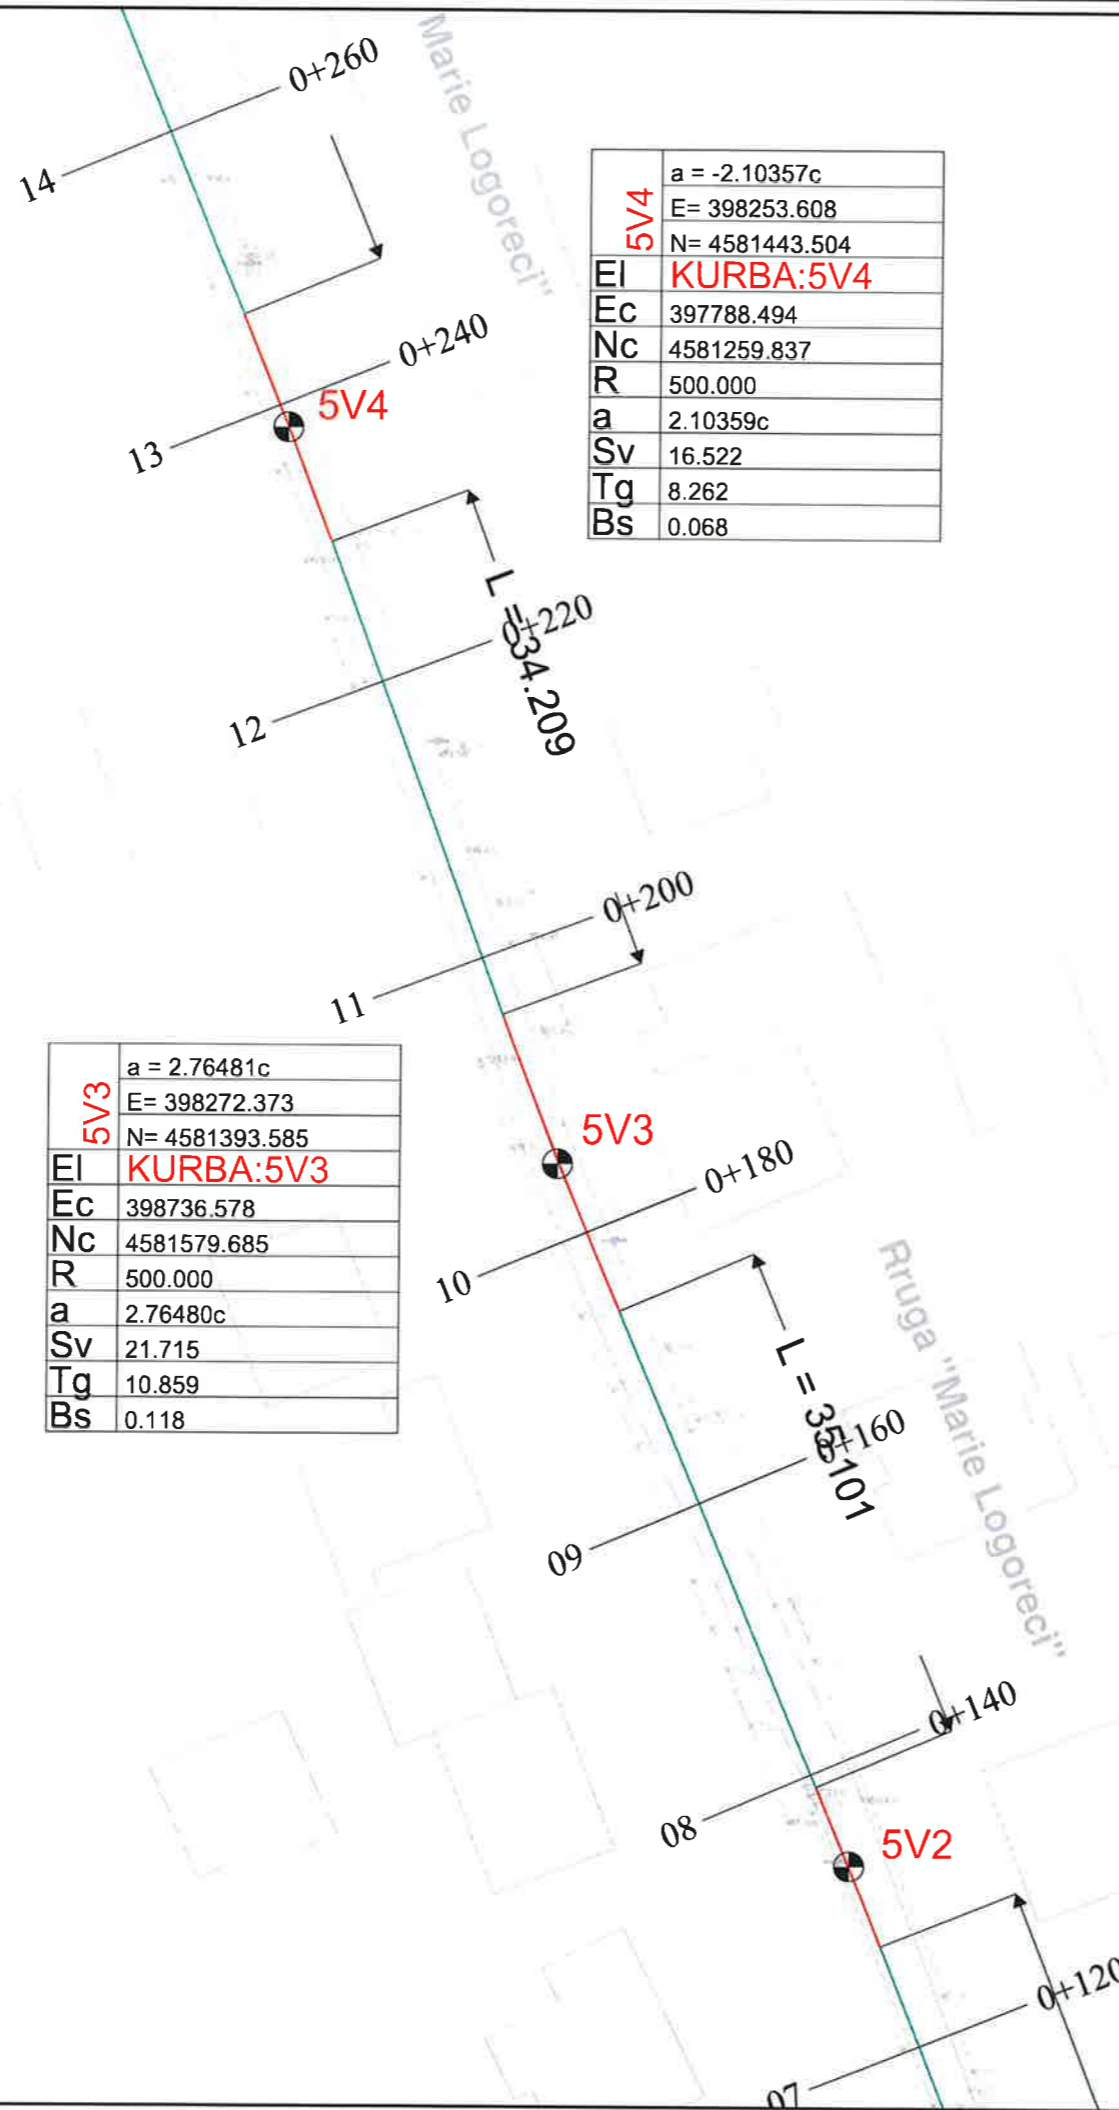 Marie Logoreci"
0+260
14
5V4
a = -2.10357c
E= 398253.608
N= 4581443.504
El KURBA:5V4
Ec 397788.494
Nc 4581259.837
R 500.000
a 2.10359c
Sv 16.522
Tg 8.262
Bs 0.068
0+240
5V4
13
L = 34.209
0+220
12
0+200
11
5V3
a = 2.76481c
E= 398272.373
N= 4581393.585
El KURBA:5V3
Ec 398736.578
Nc 4581579.685
R 500.000
a 2.76480c
Sv 21.715
Tg 10.859
Bs 0.118
5V3
0+180
10
Rruga "Marie Logoreci"
L = 35.101
0+160
09
0+140
08
5V2
0+120
07